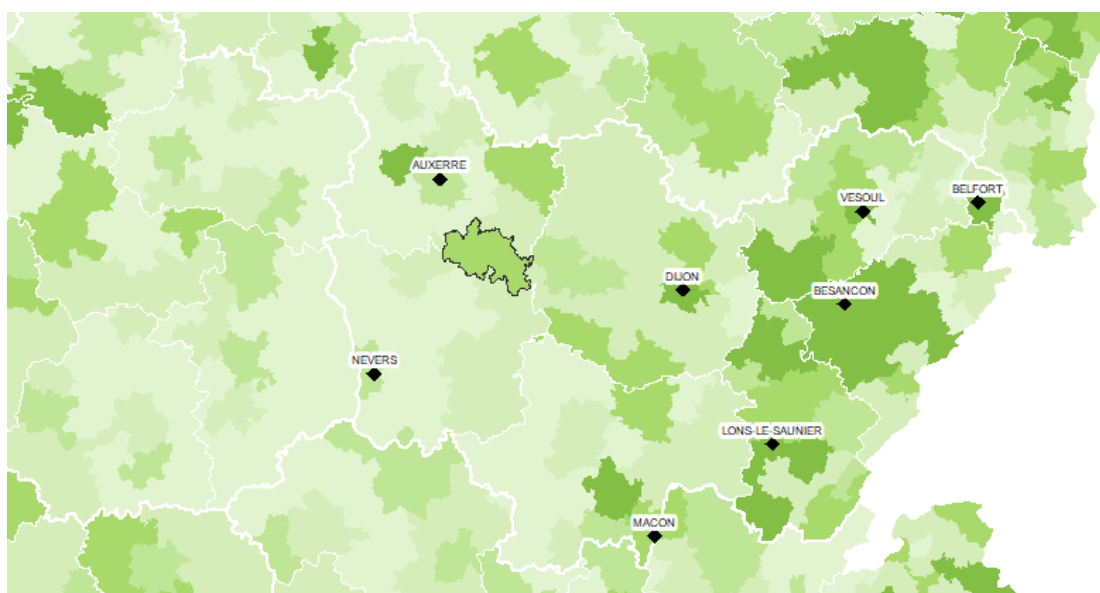 AUXERRE
BELFORT
VESOUL
DIJON
BESANCON
NEVERS
LONS-LE-SAUNIER
MACON